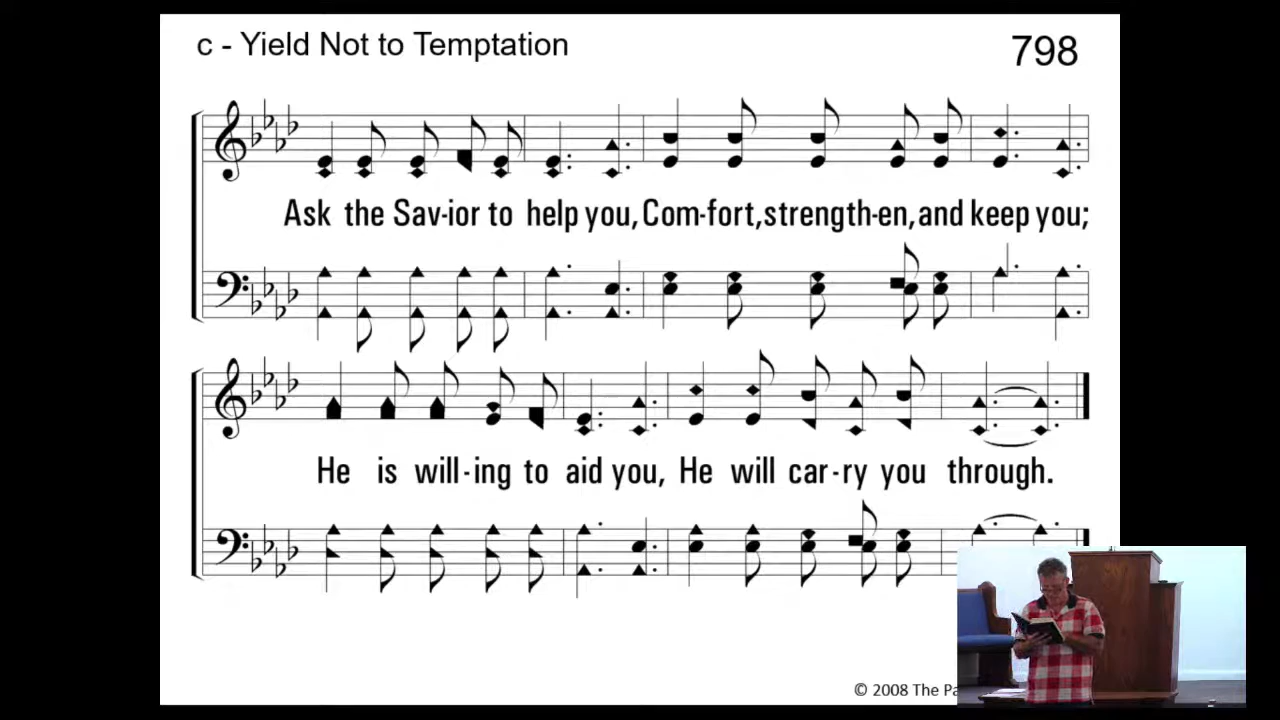 c - Yield Not to Temptation
798
Ask the Sav-ior to help you, Com-fort, strength-en, and keep you;
He is will-ing to aid you, He will car-ry you through.
© 2008 The